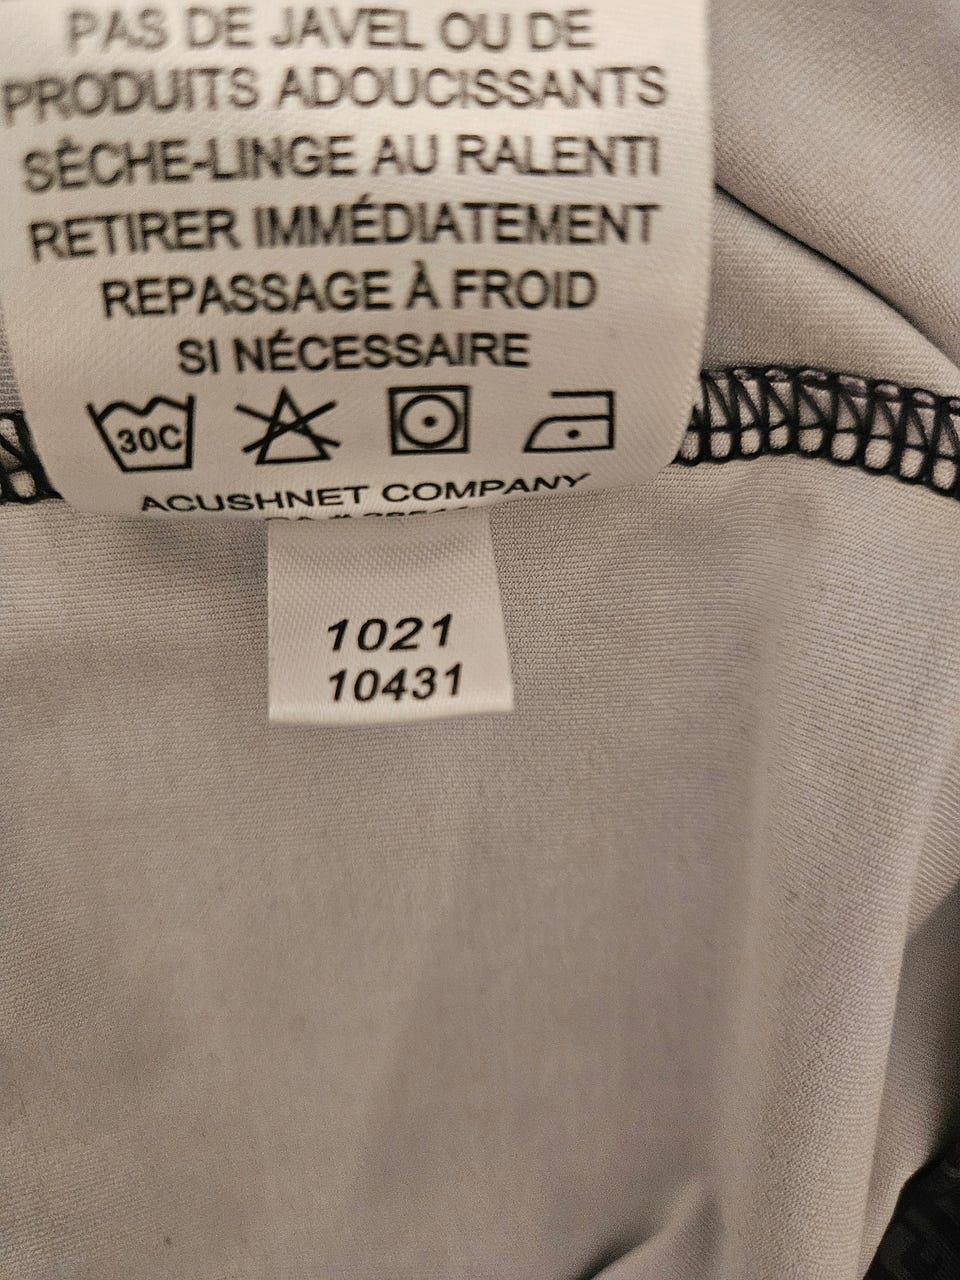 PAS DE JAVEL OU DE
PRODUITS ADOUCISSANTS
SÈCHE-LINGE AU RALENTI
RETIRER IMMÉDIATEMENT
REPASSAGE À FROID
SI NÉCESSAIRE
30C
ACUSHNET COMPANY
1021
10431